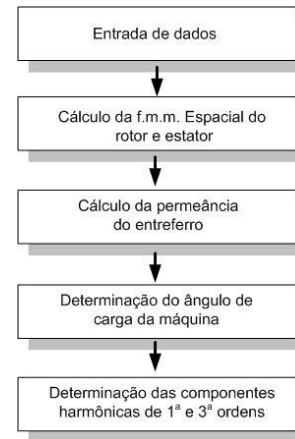 Entrada de dados
Cálculo da f.m.m. Espacial do
rotor e estator
Cálculo da permeância
do entreferro
Determinação do ângulo de
carga da máquina
Determinação das componentes
harmônicas de 1ª e 3ª ordens